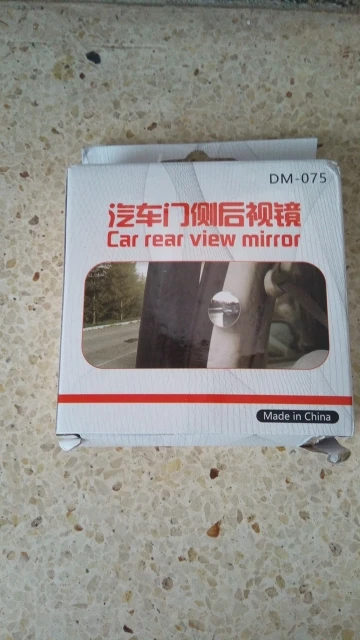 DM-075
汽车门侧后视镜
Car rear view mirror
Made in China